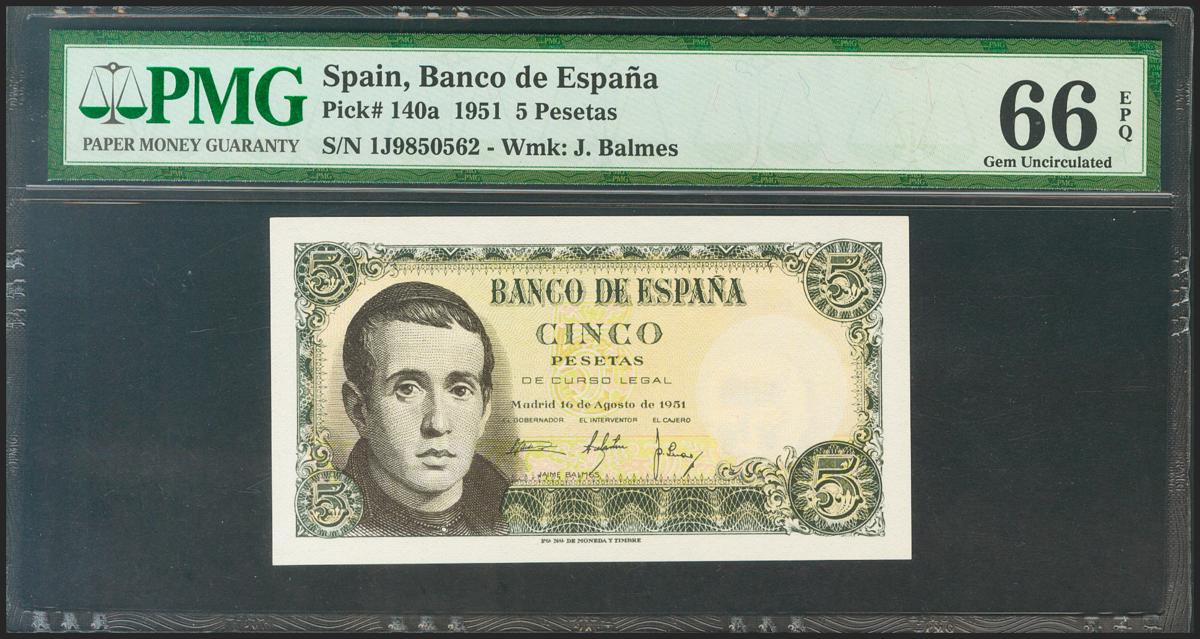 PMG
PAPER MONEY GUARANTY
Spain, Banco de España
Pick# 140a 1951 5 Pesetas
S/N 1J9850562 - Wmk: J. Balmes
66
EPQ
Gem Uncirculated
5
5
BANCO DE ESPAÑA
CINCO
PESETAS
DE CURSO LEGAL
Madrid 16 de Agosto de 1951
EL GOBERNADOR EL INTERVENTOR EL CAJERO
JAIME BALMES
5
5
DE MONEDA Y TIMBRE